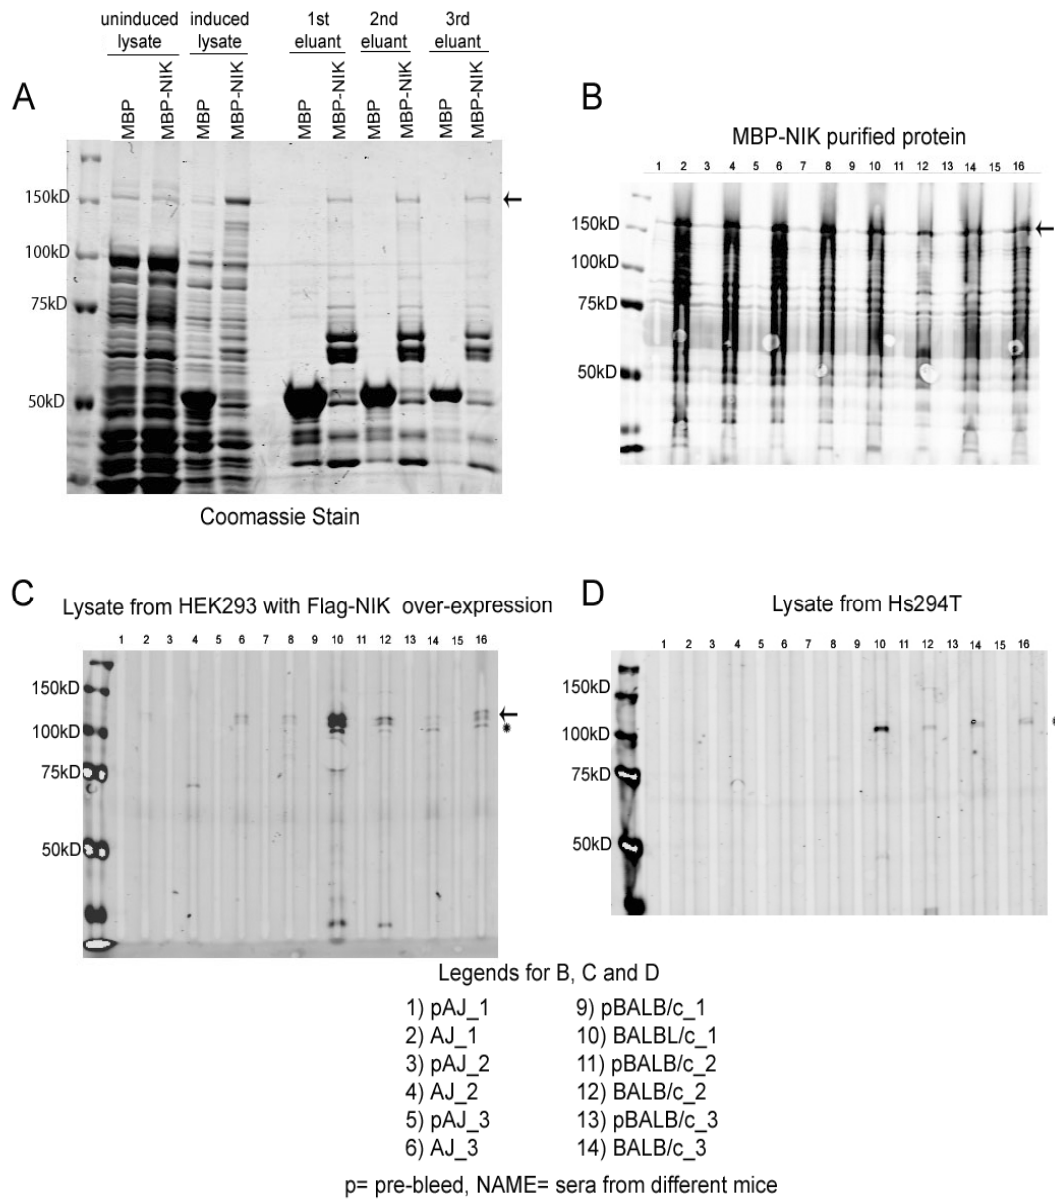 uninduced lysate induced lysate 1st eluant 2nd eluant 3rd eluant
A
MBP MBP-NIK MBP MBP-NIK MBP MBP-NIK MBP MBP-NIK MBP MBP-NIK
150kD
100kD
75kD
50kD
Coomassie Stain
B
MBP-NIK purified protein
1 2 3 4 5 6 7 8 9 10 11 12 13 14 15 16
150kD
100kD
75kD
50kD
C
Lysate from HEK293 with Flag-NIK over-expression
1 2 3 4 5 6 7 8 9 10 11 12 13 14 15 16
150kD
100kD
75kD
50kD
*
D
Lysate from Hs294T
1 2 3 4 5 6 7 8 9 10 11 12 13 14 15 16
150kD
100kD
75kD
50kD
Legends for B, C and D
1) pAJ_1
2) AJ_1
3) pAJ_2
4) AJ_2
5) pAJ_3
6) AJ_3
9) pBALB/c_1
10) BALBL/c_1
11) pBALB/c_2
12) BALB/c_2
13) pBALB/c_3
14) BALB/c_3
p= pre-bleed, NAME= sera from different mice